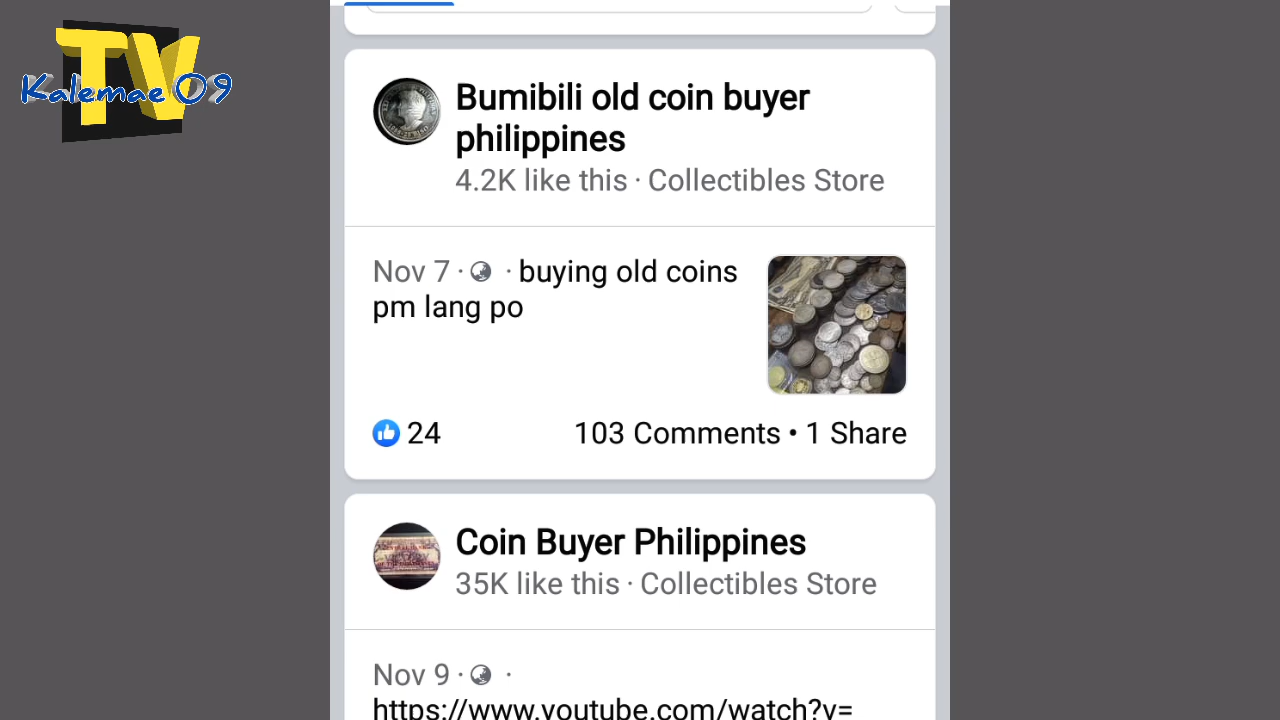 TV
Kalemae 09
Bumibili old coin buyer
philippines
4.2K like this · Collectibles Store
Nov 7 · · buying old coins
pm lang po
24
103 Comments • 1 Share
Coin Buyer Philippines
35K like this · Collectibles Store
Nov 9 · ·
https://www.youtube.com/watch?v=